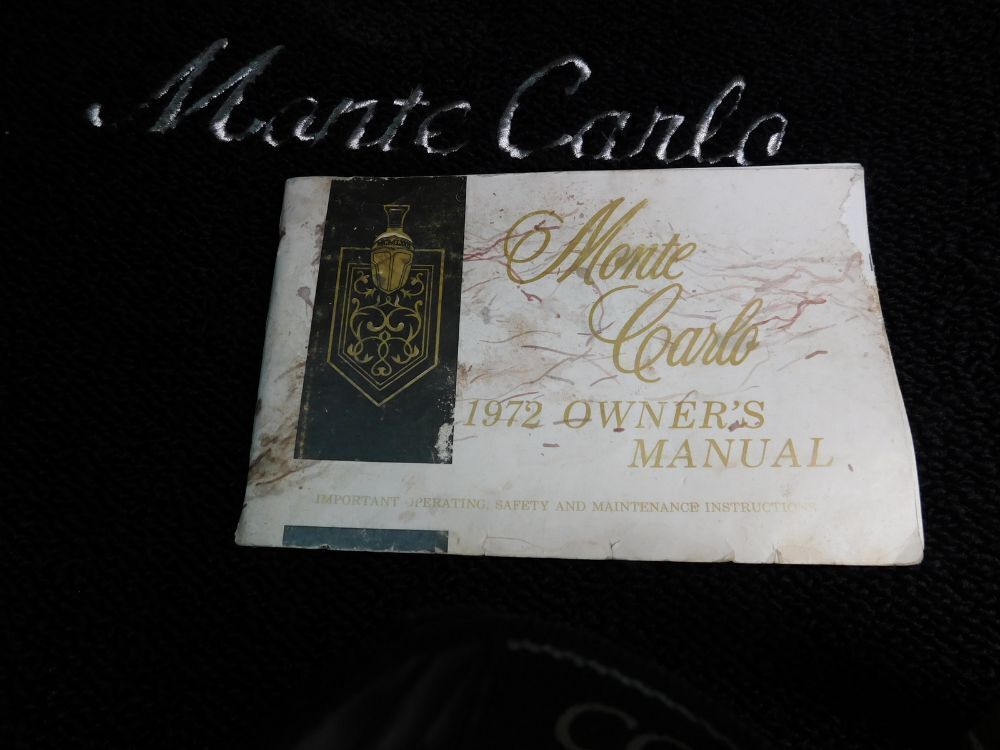 Monte Carlo
Monte
Carlo
1972 OWNER'S
MANUAL
IMPORTANT OPERATING, SAFETY AND MAINTENANCE INSTRUCTIONS